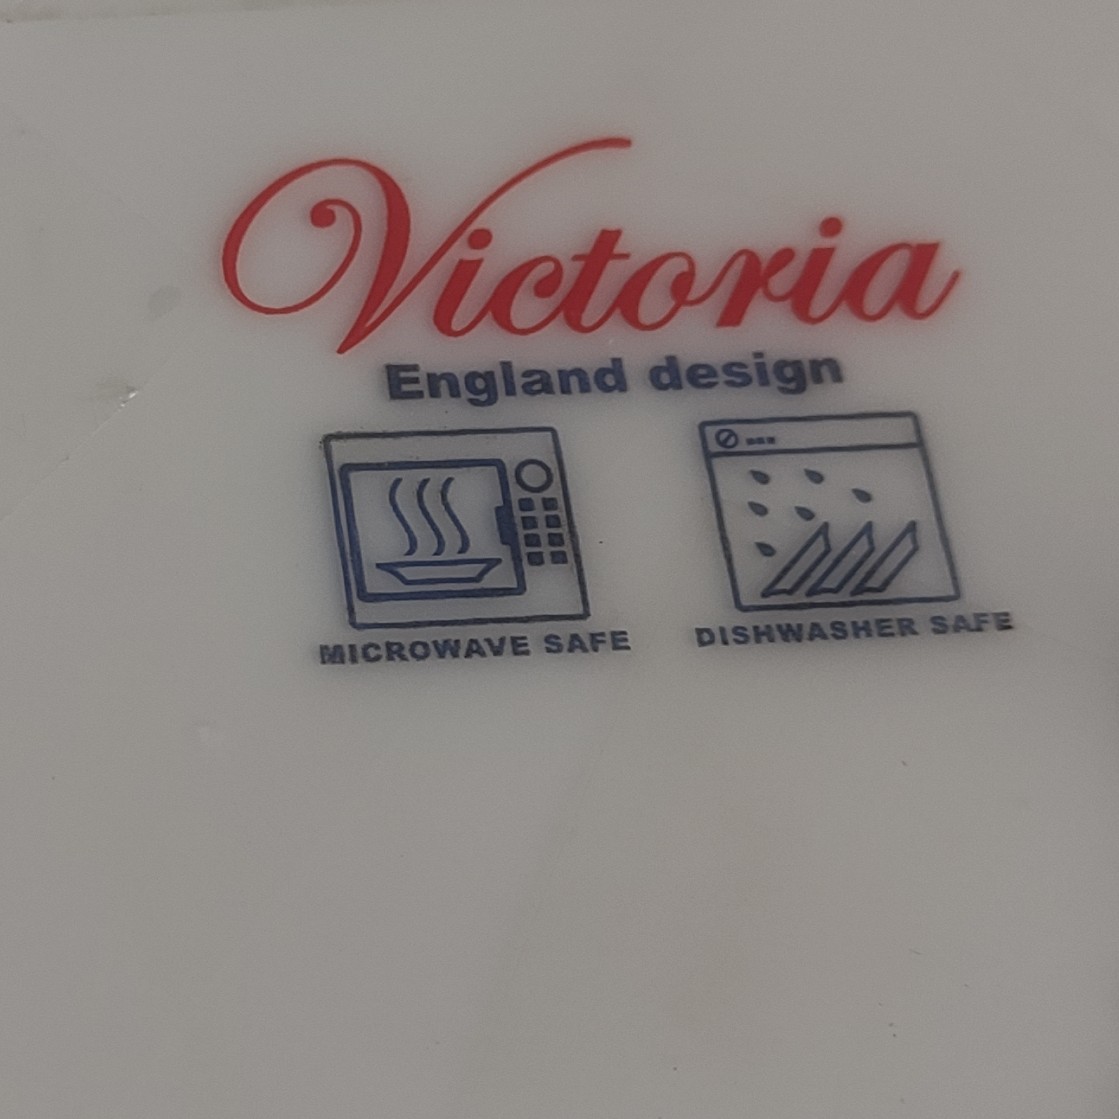 Victoria
England design
MICROWAVE SAFE
DISHWASHER SAFE